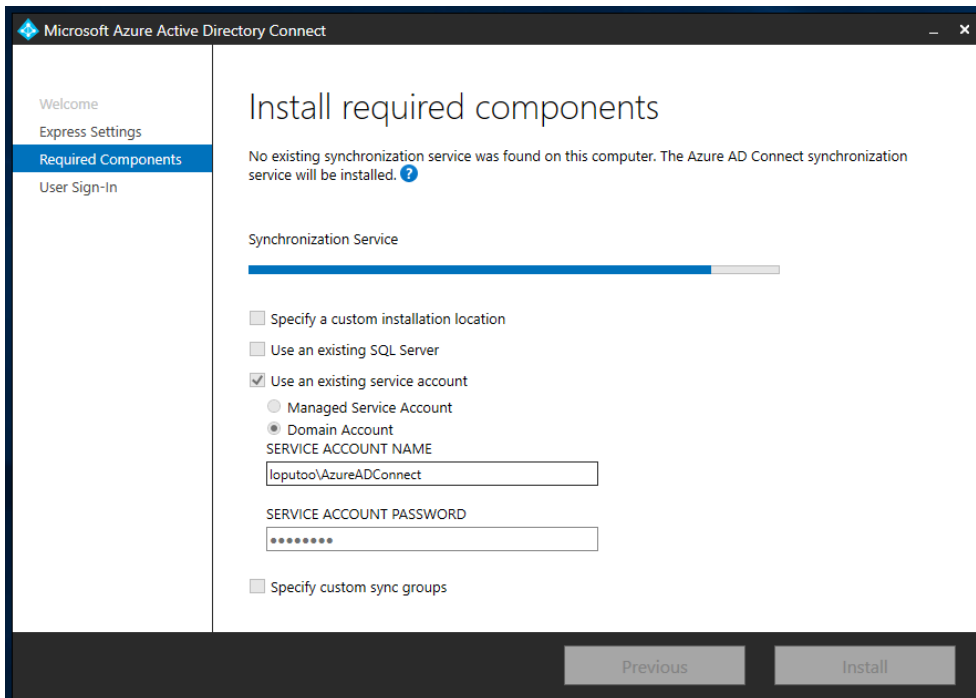 Microsoft Azure Active Directory Connect
Welcome
Express Settings
Required Components
User Sign-In
Install required components
No existing synchronization service was found on this computer. The Azure AD Connect synchronization
service will be installed. ?
Synchronization Service
Specify a custom installation location
Use an existing SQL Server
Use an existing service account
Managed Service Account
Domain Account
SERVICE ACCOUNT NAME
loputoo\AzureADConnect
SERVICE ACCOUNT PASSWORD
●●●●●●●●
Specify custom sync groups
Previous
Install